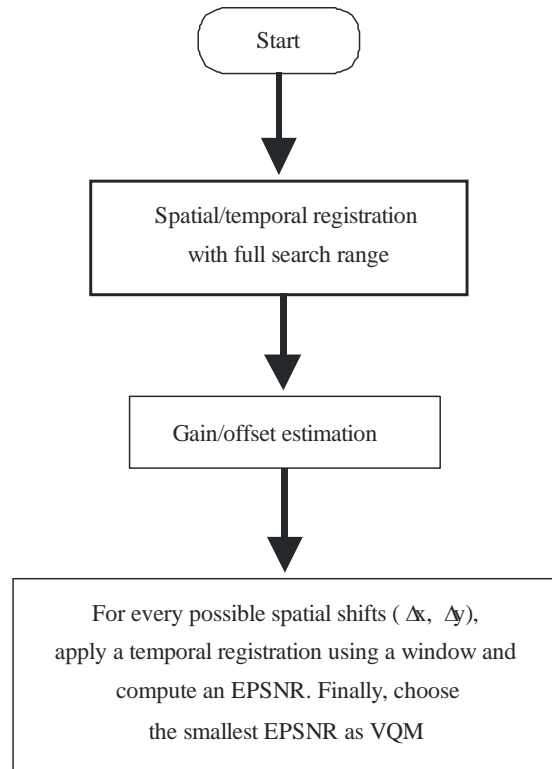 Start
Spatial/temporal registration
with full search range
Gain/offset estimation
For every possible spatial shifts ( Δx, Δy),
apply a temporal registration using a window and
compute an EPSNR. Finally, choose
the smallest EPSNR as VQM